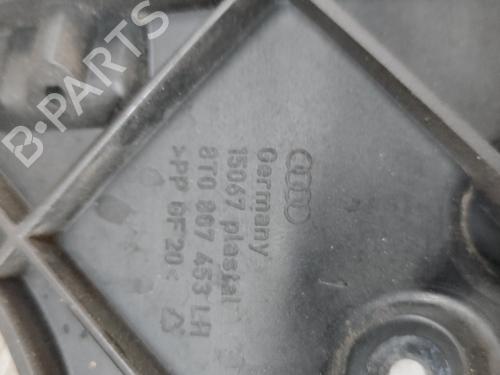 B-PARTS
Germany
15067 plastal
8T0 867 453 LH
>PP GF20<